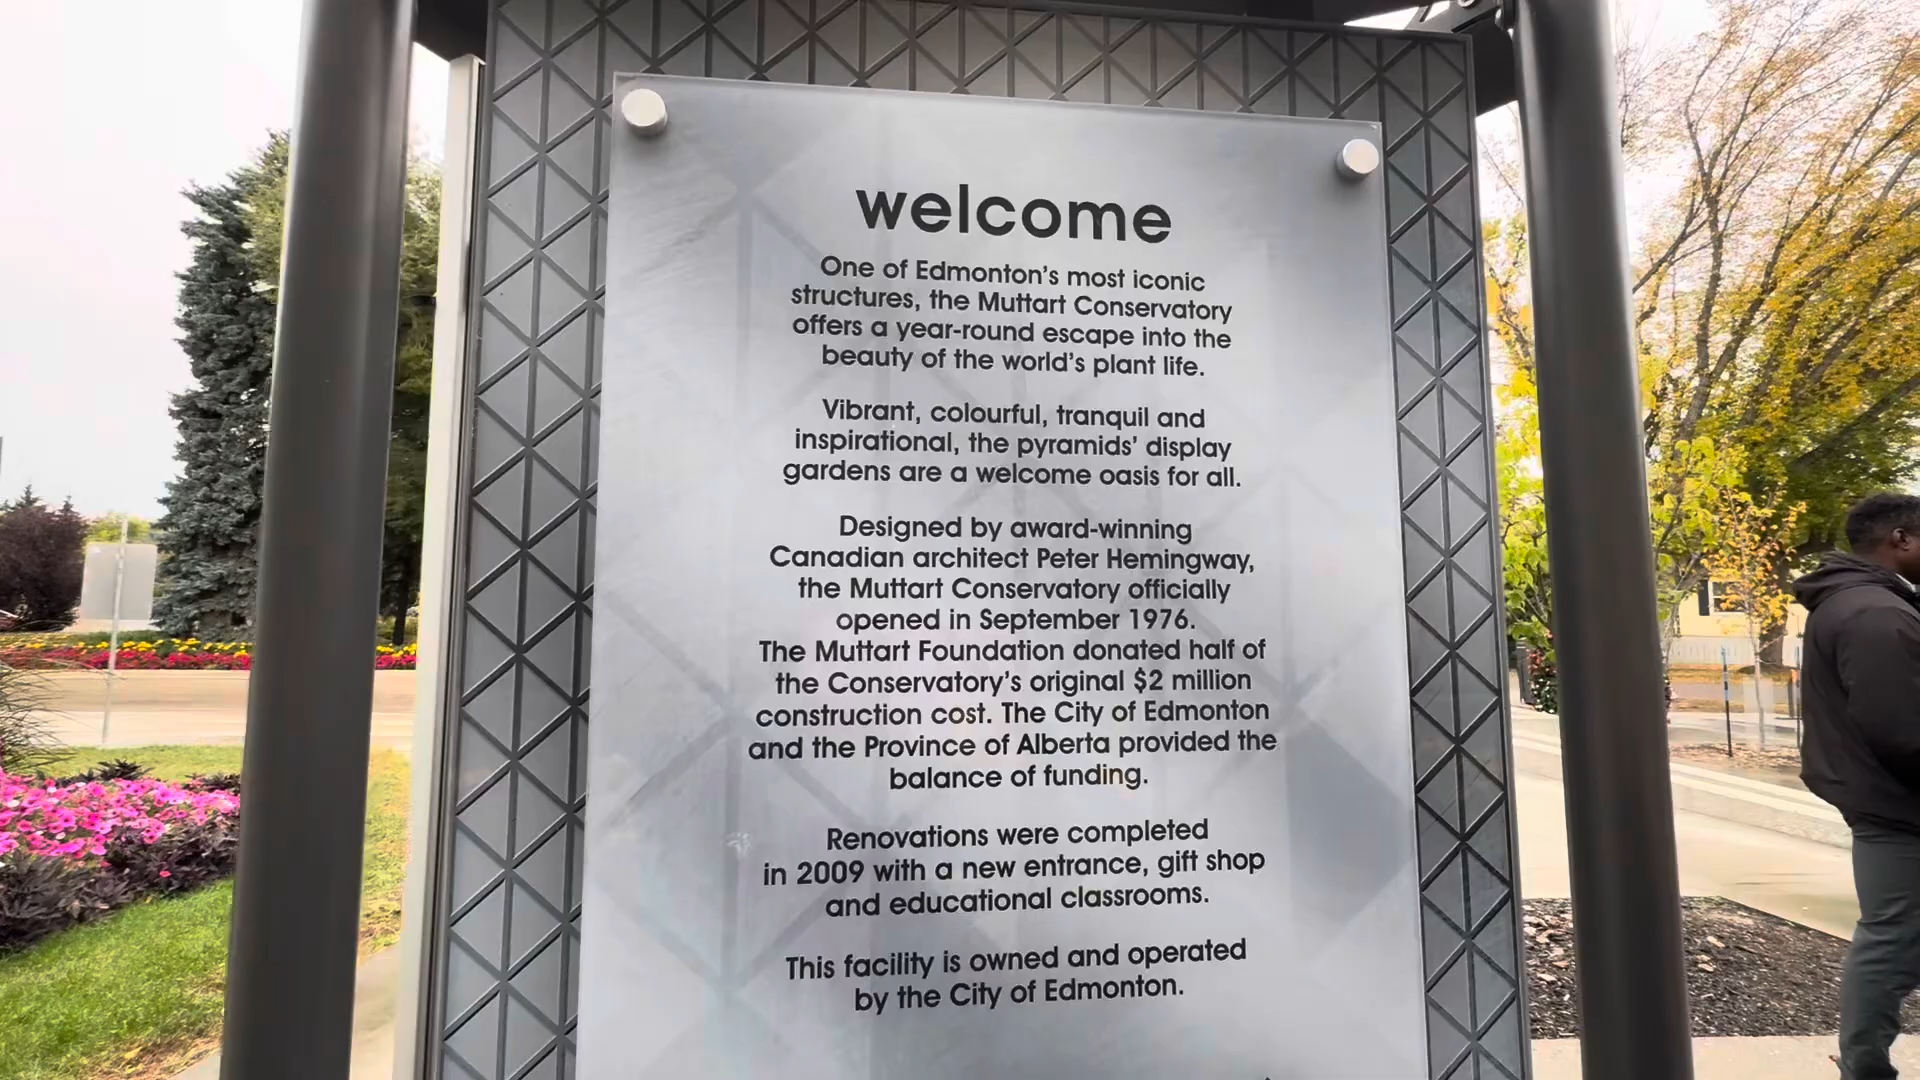 welcome
One of Edmonton's most iconic
structures, the Muttart Conservatory
offers a year-round escape into the
beauty of the world's plant life.
Vibrant, colourful, tranquil and
inspirational, the pyramids' display
gardens are a welcome oasis for all.
Designed by award-winning
Canadian architect Peter Hemingway,
the Muttart Conservatory officially
opened in September 1976.
The Muttart Foundation donated half of
the Conservatory's original $2 million
construction cost. The City of Edmonton
and the Province of Alberta provided the
balance of funding.
Renovations were completed
in 2009 with a new entrance, gift shop
and educational classrooms.
This facility is owned and operated
by the City of Edmonton.